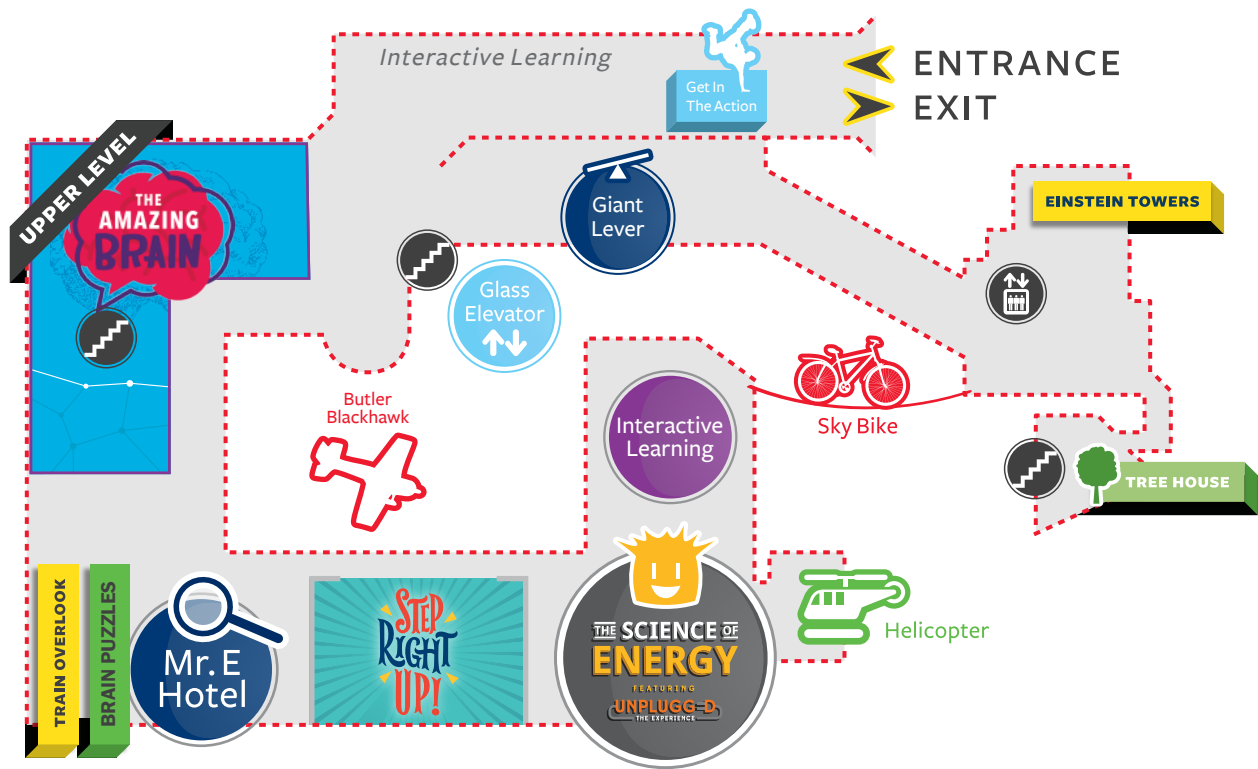 Interactive Learning
Get In
The Action
ENTRANCE
EXIT
UPPER LEVEL
THE
AMAZING
BRAIN
Giant
Lever
EINSTEIN TOWERS
Glass
Elevator
Butler
Blackhawk
Interactive
Learning
Sky Bike
TREE HOUSE
TRAIN OVERLOOK
BRAIN PUZZLES
Mr. E
Hotel
STEP
RIGHT
UP!
THE SCIENCE OF
ENERGY
FEATURING
UNPLUGG-D
THE EXPERIENCE
Helicopter